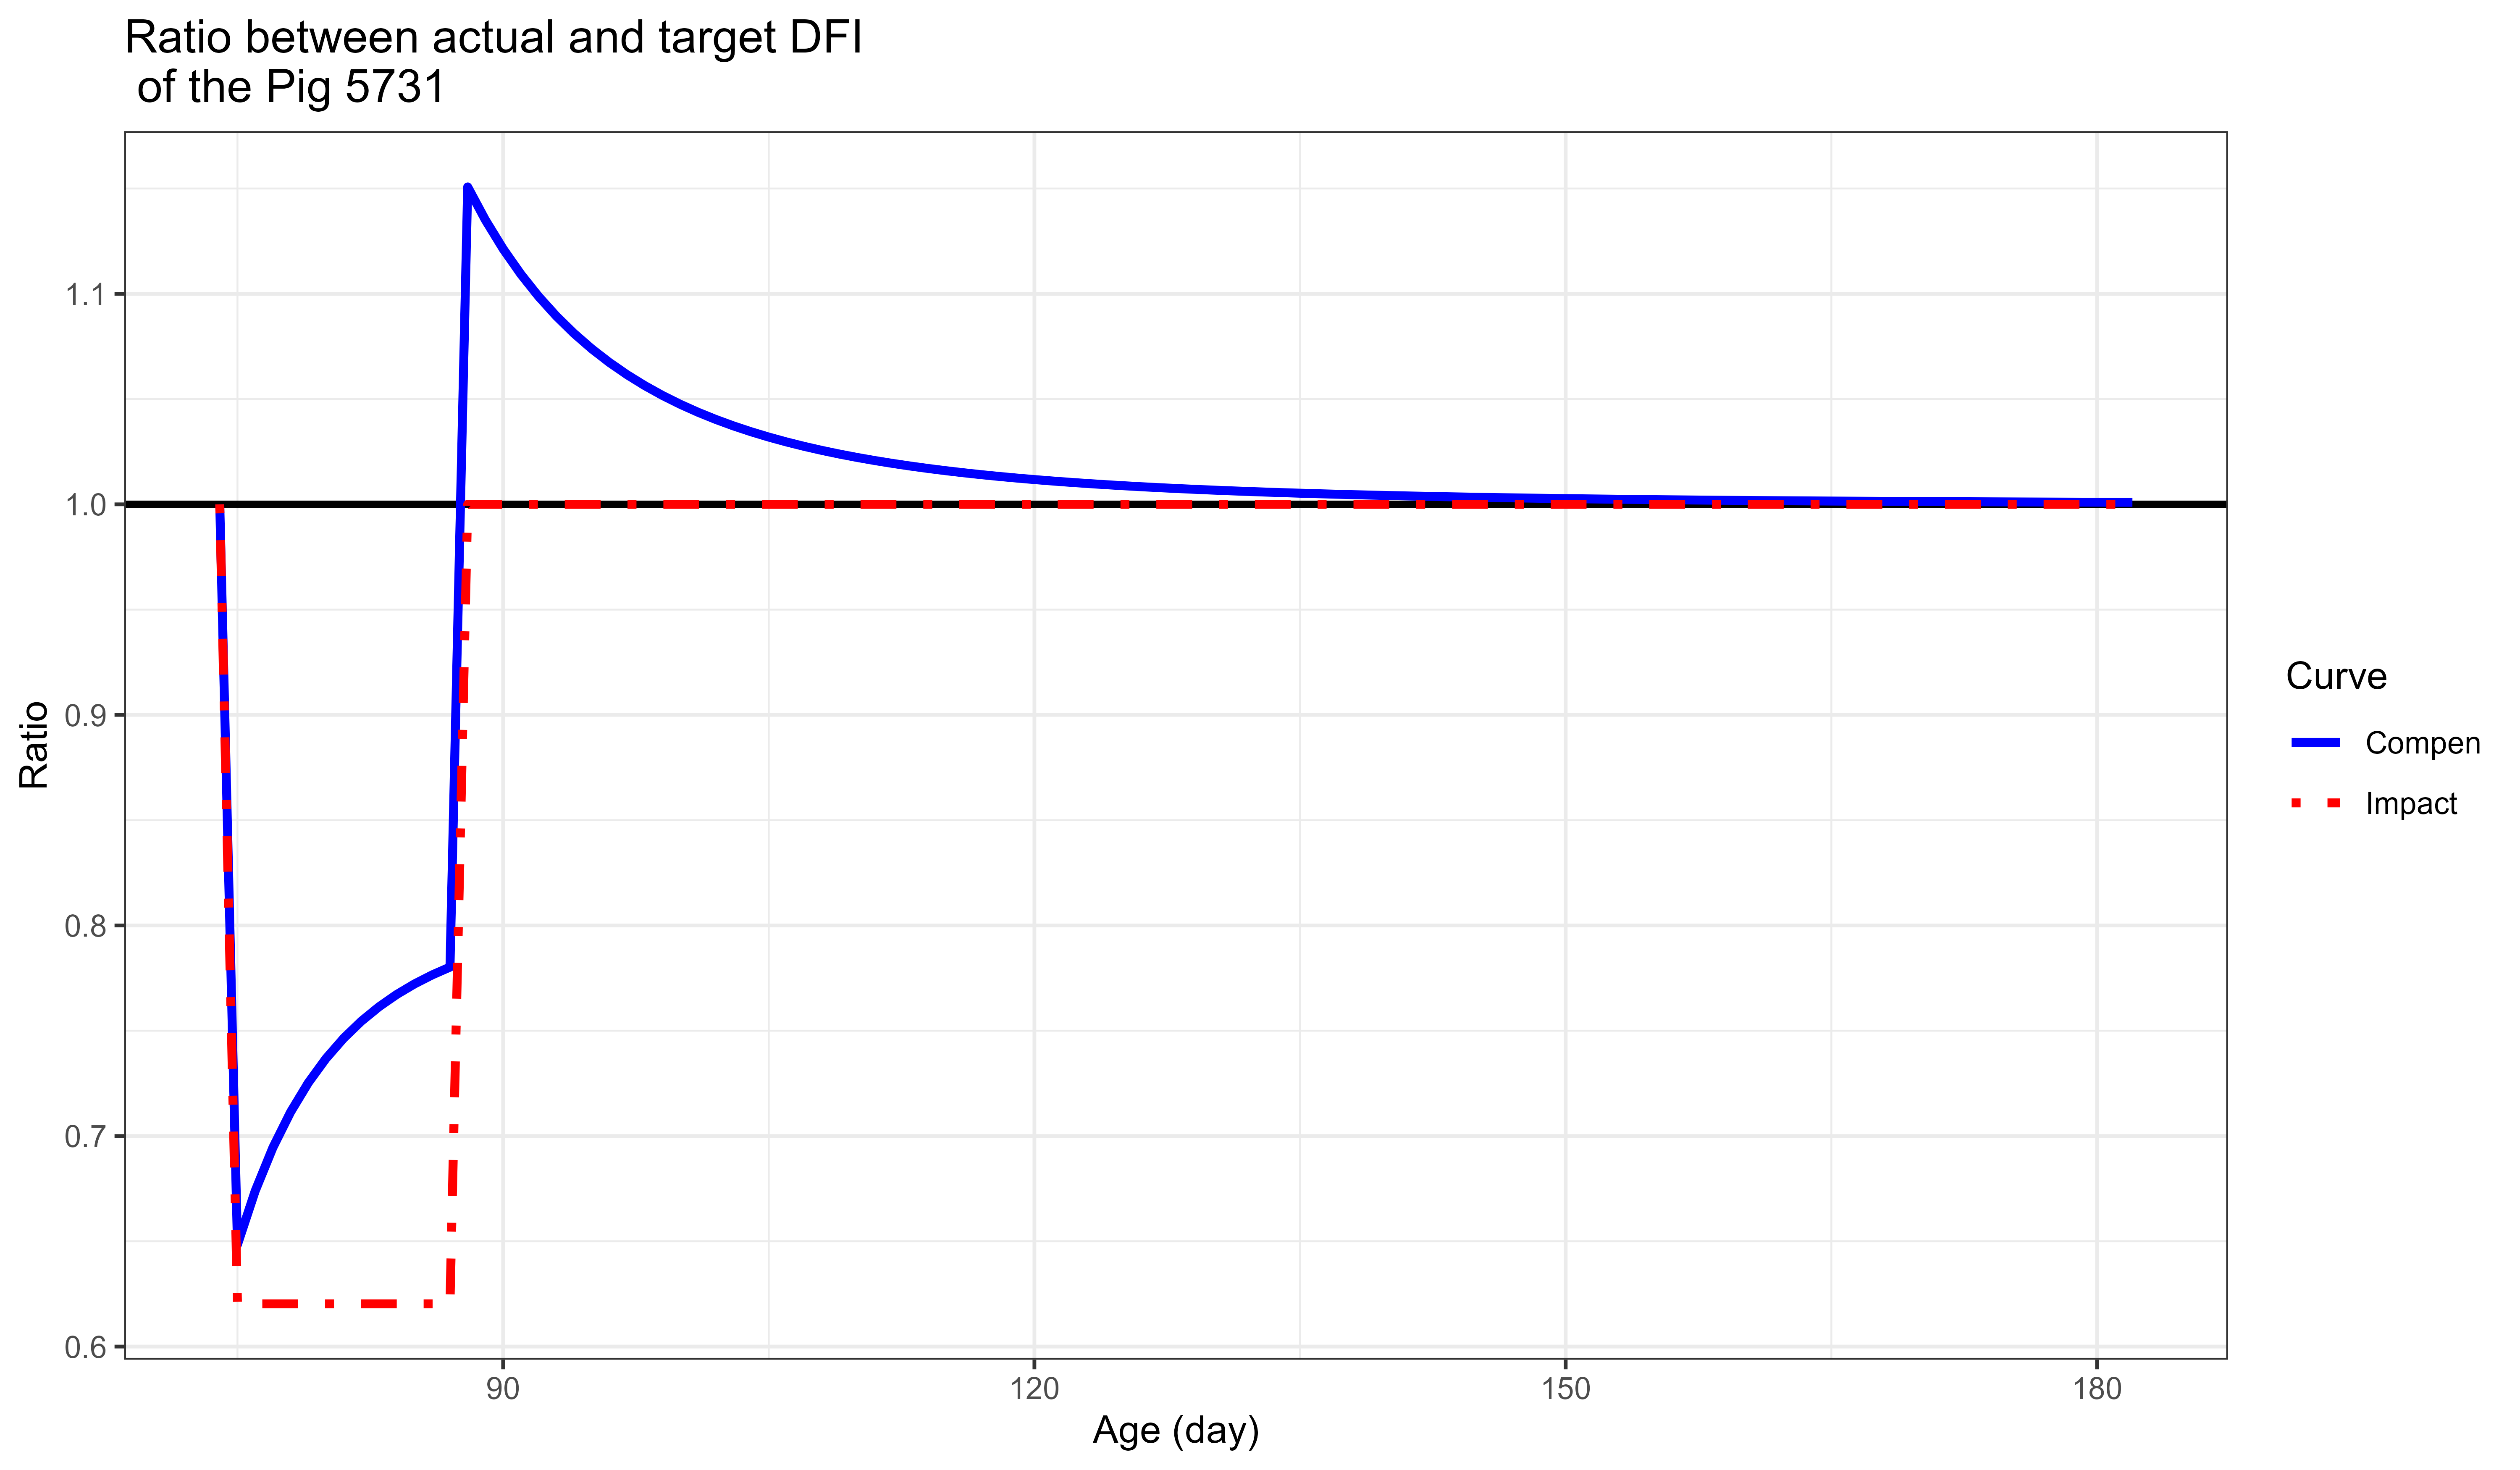 Ratio between actual and target DFI
of the Pig 5731
1.1
1.0
0.9
0.8
0.7
0.6
Ratio
90
120
150
180
Age (day)
Curve
Compen
Impact